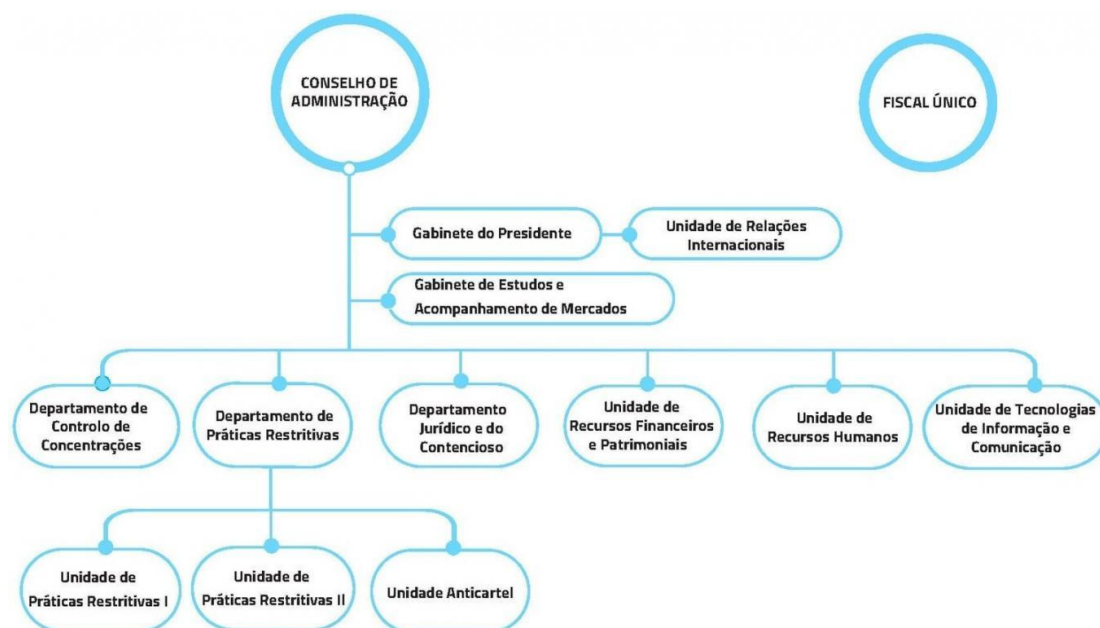 CONSELHO DE
ADMINISTRAÇÃO
FISCAL ÚNICO
Gabinete do Presidente
Unidade de Relações
Internacionais
Gabinete de Estudos e
Acompanhamento de Mercados
Departamento de
Controlo de
Concentrações
Departamento de
Práticas Restritivas
Departamento
Jurídico e do
Contencioso
Unidade de
Recursos Financeiros
e Patrimoniais
Unidade de
Recursos Humanos
Unidade de Tecnologias
de Informação e
Comunicação
Unidade de
Práticas Restritivas I
Unidade de
Práticas Restritivas II
Unidade Anticartel